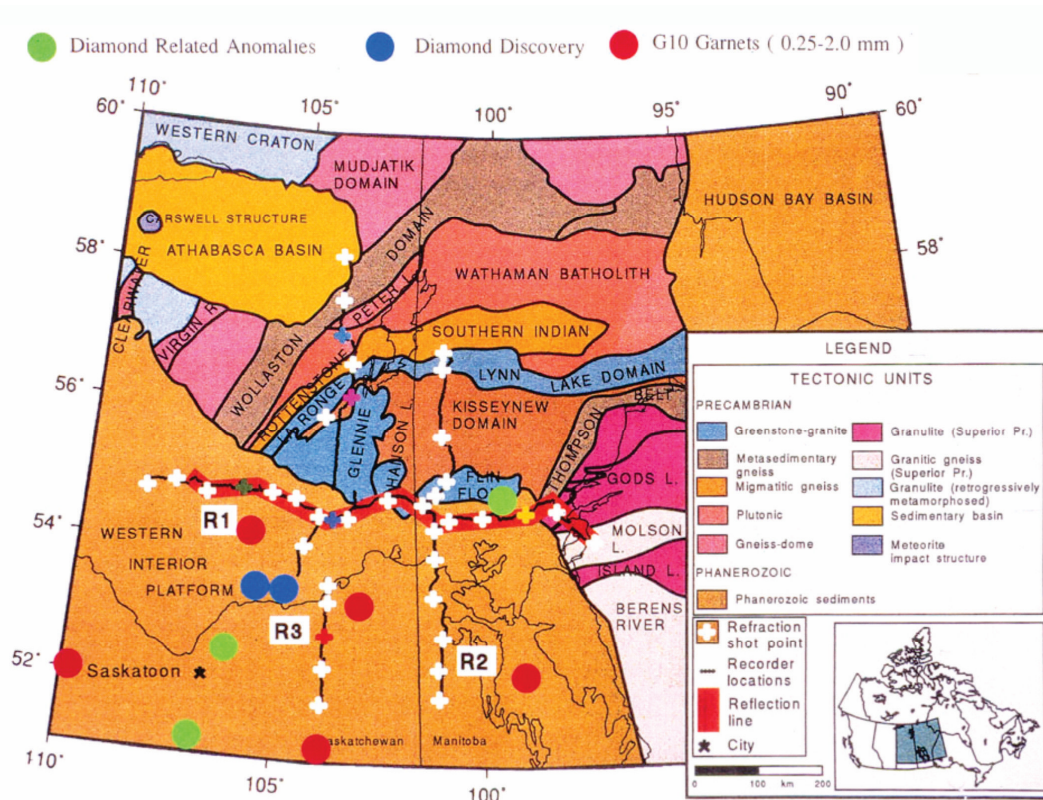 Diamond Related Anomalies
Diamond Discovery
G10 Garnets ( 0.25-2.0 mm )
110°
105°
100°
95°
90°
60°
60°
58°
58°
56°
54°
52°
110°
105°
100°
WESTERN CRATON
MUDJATIK
DOMAIN
HUDSON BAY BASIN
CARSWELL STRUCTURE
ATHABASCA BASIN
DOMAIN
WATHAMAN BATHOLITH
PETER L.
CLEARWATER
VIRGIN R.
WOLLASTON
SOUTHERN INDIAN
ROTTENSTONE
LA RONGE
LYNN
LAKE DOMAIN
GLENNIE
HANSON L.
KISSEYNEW
DOMAIN
BELT
THOMPSON
FLIN
FLON
GODS L.
MOLSON
L.
ISLAND L.
BERENS
RIVER
WESTERN
INTERIOR
PLATFORM
R1
R3
R2
Saskatoon
askatchewan
Manitoba
LEGEND
TECTONIC UNITS
PRECAMBRIAN
Greenstone-granite
Metasedimentary
gneiss
Migmatific gneiss
Plutonic
Gneiss-dome
Granulite (Superior Pr.)
Granitic gneiss
(Superior Pr.)
Granulite (retrogressively
metamorphosed)
Sedimentary basin
Meteorite
impact structure
PHANEROZOIC
Phanerozoic sediments
Refraction
shot point
Recorder
locations
Reflection
line
City
0 100 200
km